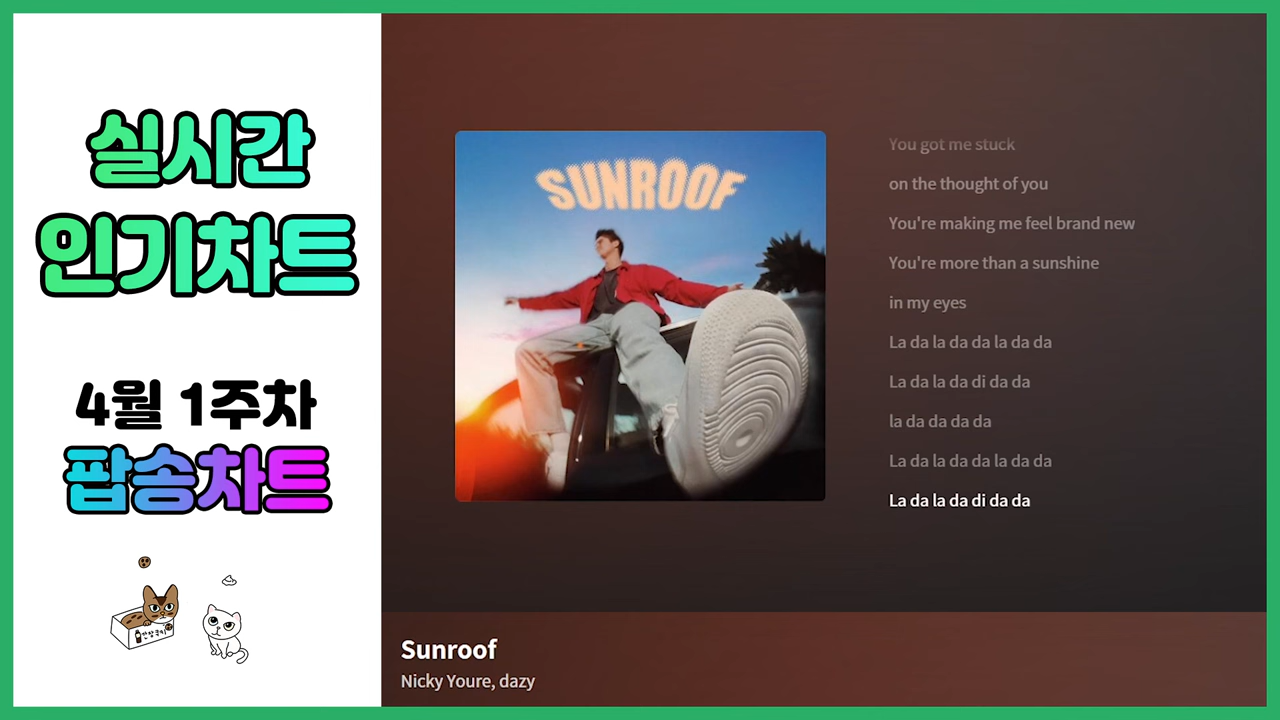 실시간
인기차트
4월 1주차
팝송차트
간장쿠키
SUNROOF
You got me stuck
on the thought of you
You're making me feel brand new
You're more than a sunshine
in my eyes
La da la da da la da da
La da la da di da da
la da da da da
La da la da da la da da
La da la da di da da
Sunroof
Nicky Youre, dazy